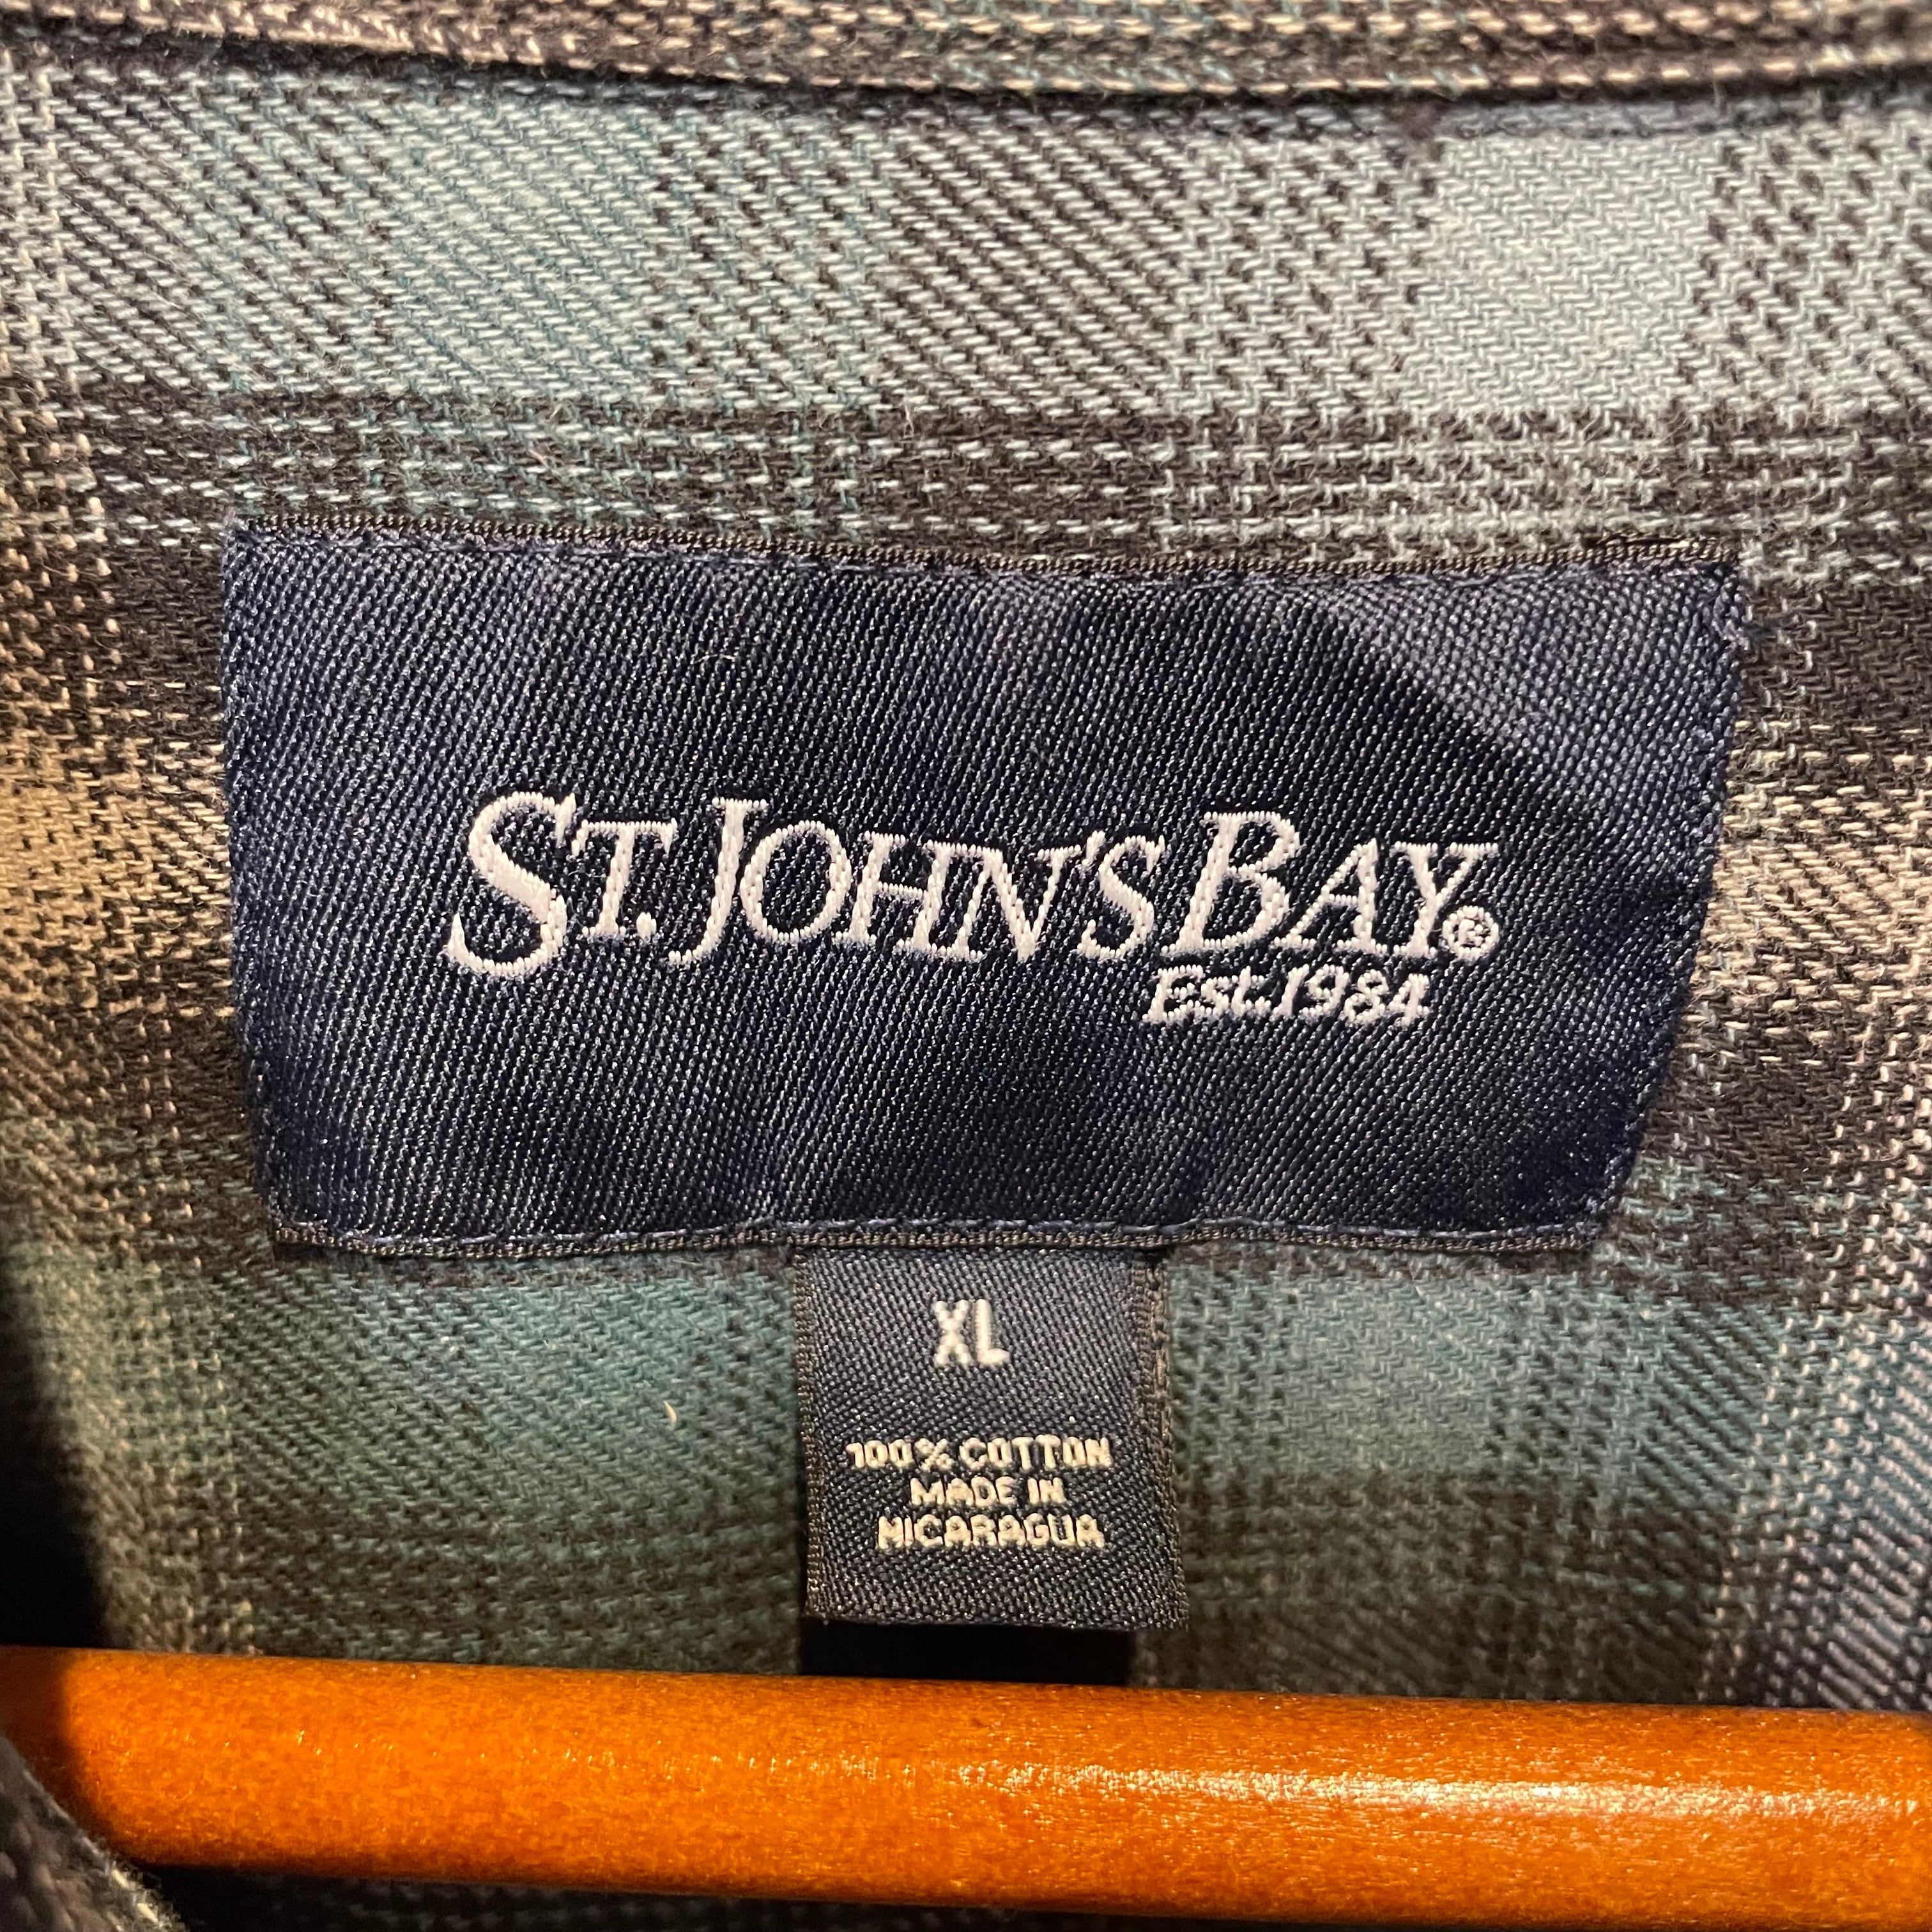 ST. JOHN'S BAY®
Est.1984
XL
100% COTTON
MADE IN
NICARAGUA